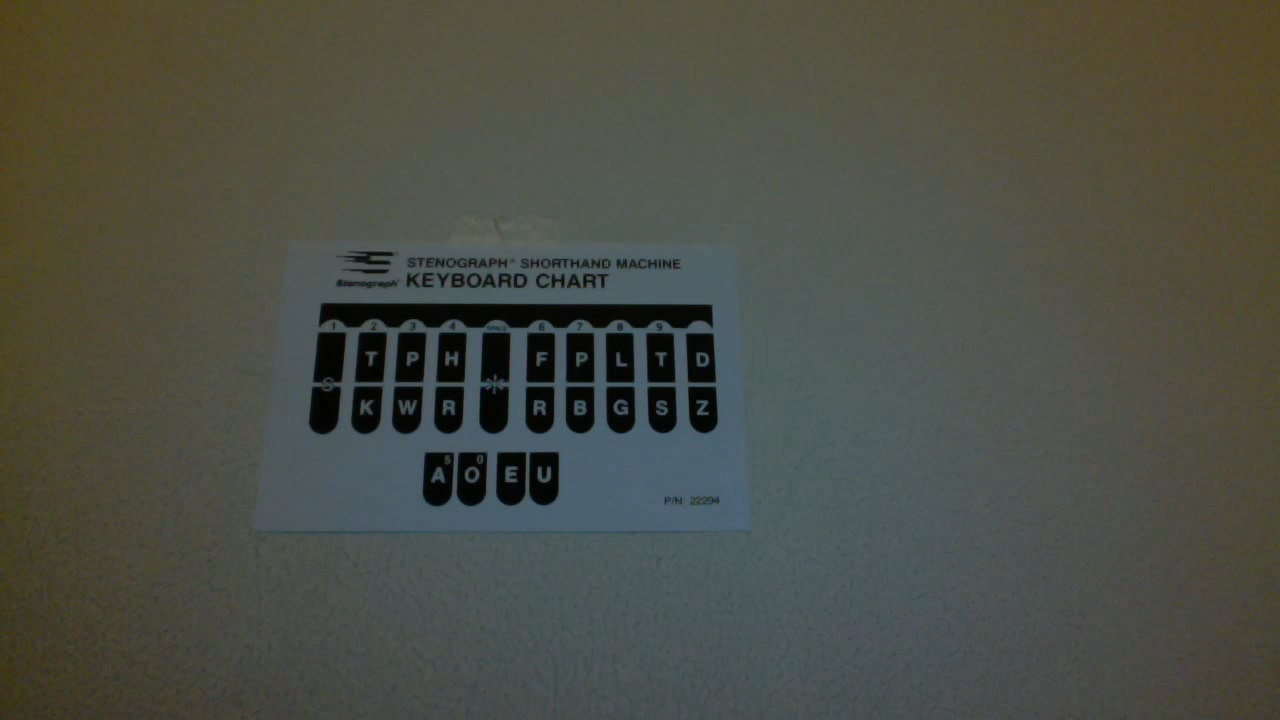 STENOGRAPH® SHORTHAND MACHINE
Stenograph® KEYBOARD CHART
1 2 3 4 SPACE 6 7 8 9
T P H F P L T D
S *
K W R R B G S Z
5 0
A O E U
P/N 22294